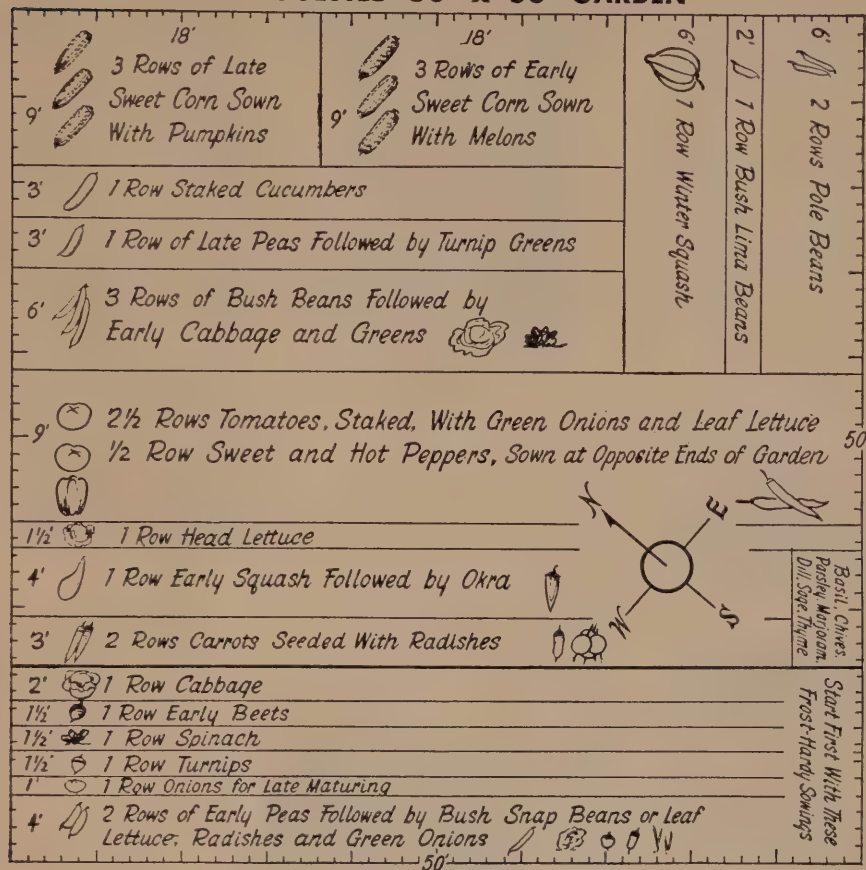 50' X 50' GARDEN
18'
9'
3 Rows of Late
Sweet Corn Sown
With Pumpkins
18'
9'
3 Rows of Early
Sweet Corn Sown
With Melons
6'
1 Row Winter Squash
2'
1 Row Bush Lima Beans
6'
2 Rows Pole Beans
3' 1 Row Staked Cucumbers
3' 1 Row of Late Peas Followed by Turnip Greens
6' 3 Rows of Bush Beans Followed by
Early Cabbage and Greens
9' 2½ Rows Tomatoes, Staked, With Green Onions and Leaf Lettuce
½ Row Sweet and Hot Peppers, Sown at Opposite Ends of Garden
50'
N
E
W
S
1½' 1 Row Head Lettuce
4' 1 Row Early Squash Followed by Okra
3' 2 Rows Carrots Seeded With Radishes
Basil, Chives,
Parsley, Marjoram,
Dill, Sage, Thyme
2' 1 Row Cabbage
1½' 1 Row Early Beets
1½' 1 Row Spinach
1½' 1 Row Turnips
1' 1 Row Onions for Late Maturing
4' 2 Rows of Early Peas Followed by Bush Snap Beans or Leaf
Lettuce, Radishes and Green Onions
Start First With These
Frost-Hardy Sowings
50'